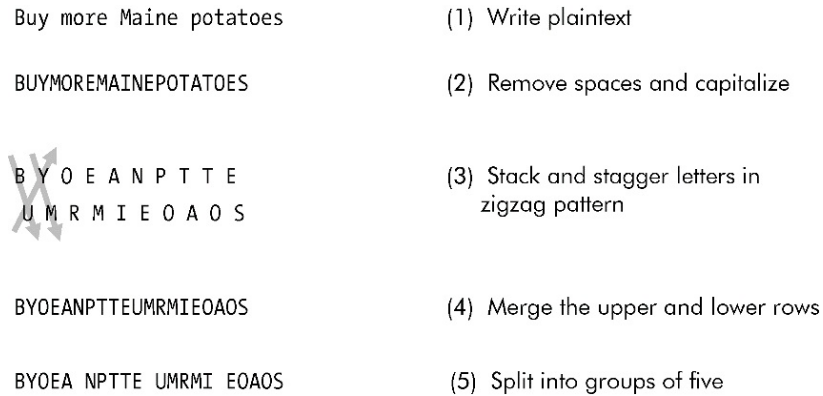 Buy more Maine potatoes (1) Write plaintext
BUYMOREMAINEPOTATOES (2) Remove spaces and capitalize
B Y O E A N P T T E (3) Stack and stagger letters in
U M R M I E O A O S zigzag pattern
BYOEANPTTEUMRMIEOAOS (4) Merge the upper and lower rows
BYOEA NPTTE UMRMI EOAOS (5) Split into groups of five